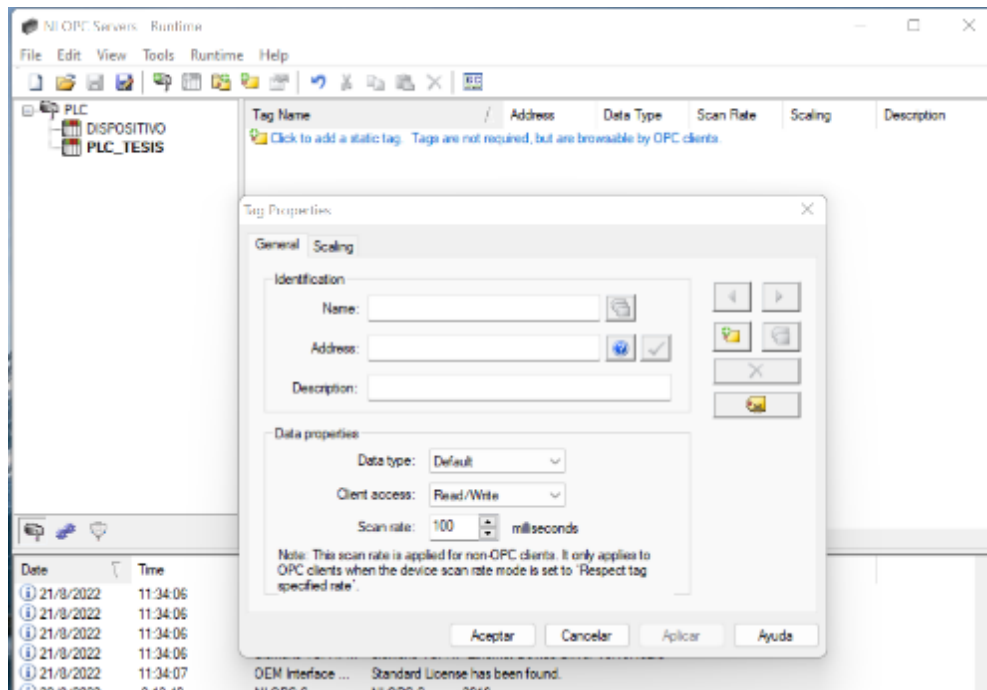 NI OPC Servers - Runtime
File Edit View Tools Runtime Help
PLC
DISPOSITIVO
PLC_TESIS
Tag Name / Address Data Type Scan Rate Scaling Description
Click to add a static tag. Tags are not required, but are browsable by OPC clients.
Tag Properties
General Scaling
Identification
Name:
Address:
Description:
Data properties
Data type: Default
Client access: Read/Write
Scan rate: 100 milliseconds
Note: This scan rate is applied for non-OPC clients. It only applies to
OPC clients when the device scan rate mode is set to 'Respect tag
specified rate'.
Aceptar Cancelar Aplicar Ayuda
Date Time
21/8/2022 11:34:06
21/8/2022 11:34:06
21/8/2022 11:34:06
21/8/2022 11:34:06
21/8/2022 11:34:07 OEM Interface ... Standard License has been found.